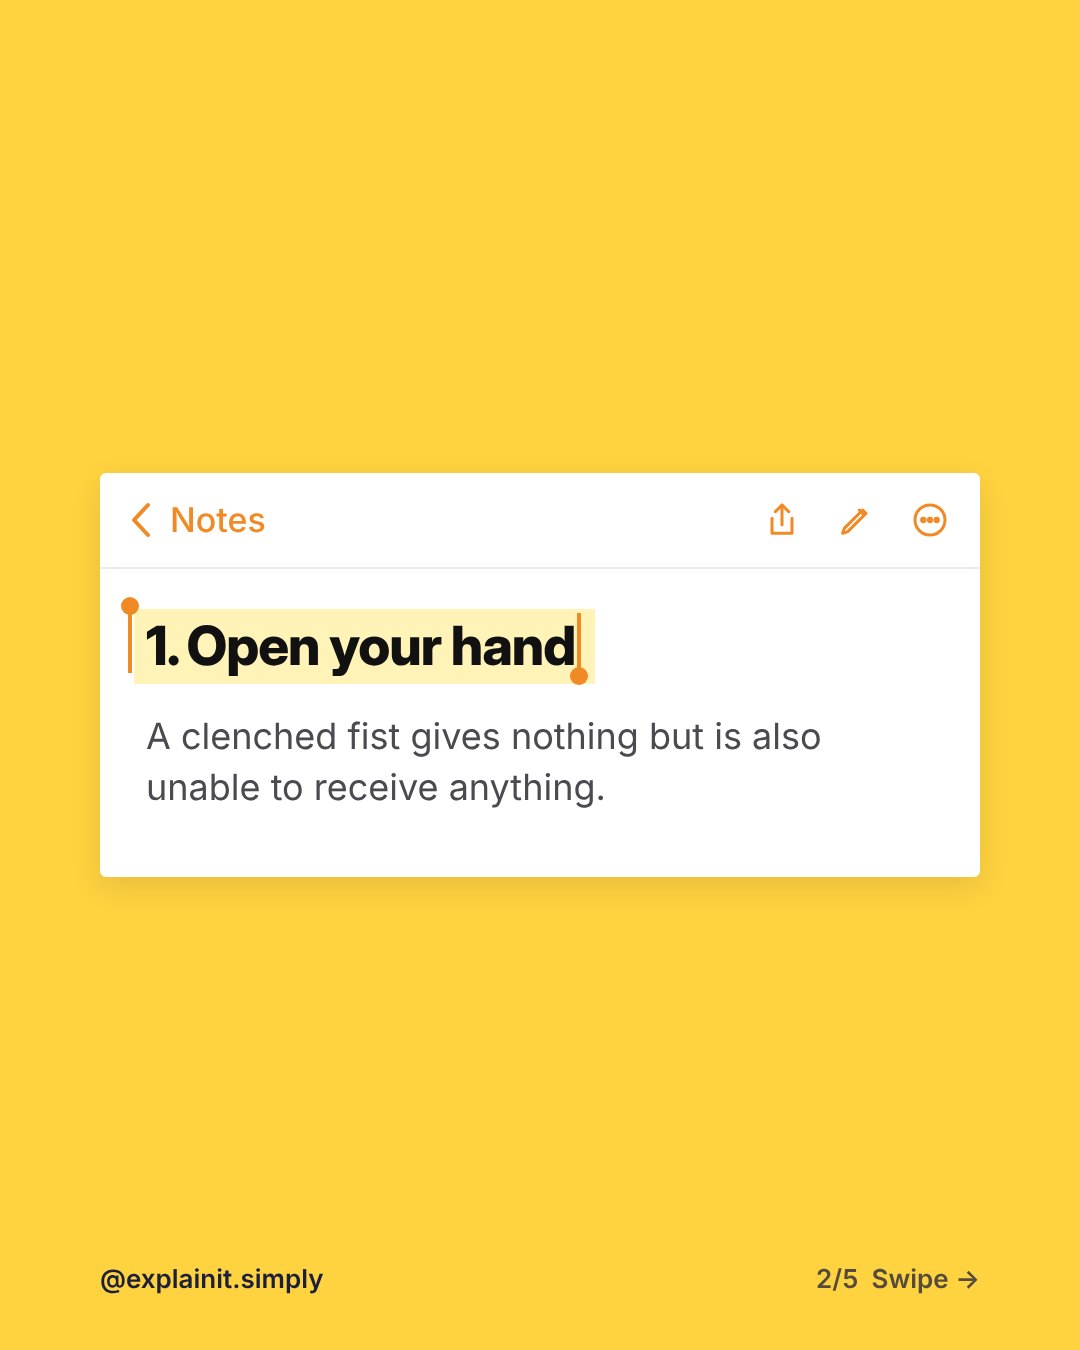 Notes
1. Open your hand
A clenched fist gives nothing but is also
unable to receive anything.
@explainit.simply
2/5 Swipe →